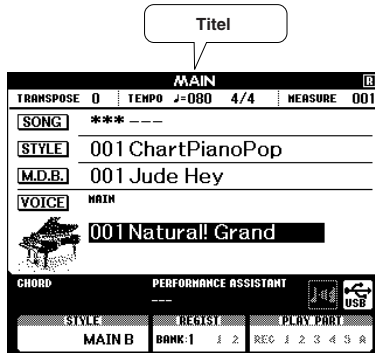 Titel
MAIN R
TRANSPOSE 0 TEMPO ♩=080 4/4 MEASURE 001
SONG *** ---
STYLE 001 ChartPianoPop
M.D.B. 001 Jude Hey
VOICE MAIN
001 Natural! Grand
CHORD PERFORMANCE ASSISTANT
---
USB
STYLE REGIST PLAY PART
MAIN B BANK:1 1 2 REC 1 2 3 4 5 A